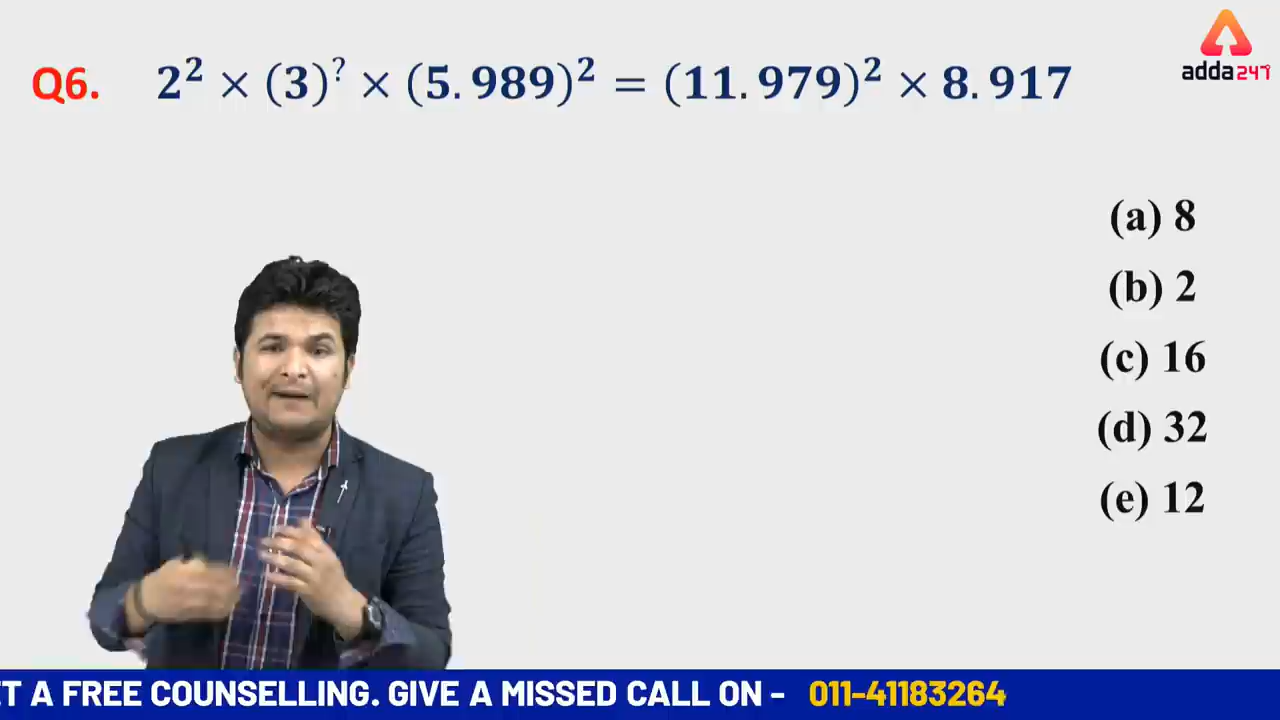 adda247
Q6. 2² × (3)^? × (5.989)² = (11.979)² × 8.917
(a) 8
(b) 2
(c) 16
(d) 32
(e) 12
T A FREE COUNSELLING. GIVE A MISSED CALL ON - 011-41183264